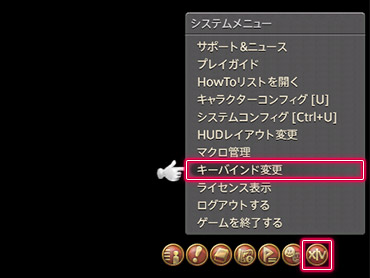 システムメニュー
サポート&ニュース
プレイガイド
HowToリストを開く
キャラクターコンフィグ [U]
システムコンフィグ [Ctrl+U]
HUDレイアウト変更
マクロ管理
キーバインド変更
ライセンス表示
ログアウトする
ゲームを終了する
XIV